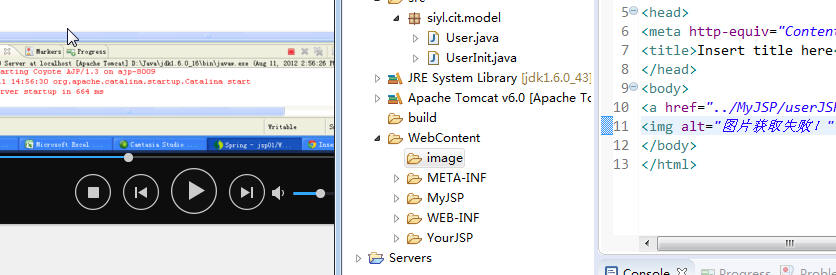 Markers Progress
Server at localhost [Apache Tomcat] D:\Java\jdk1.6.0_16\bin\javaw.exe (Aug 11, 2012 2:56:26 P
arting Coyote AJP/1.3 on ajp-8009
11 14:56:30 org.apache.catalina.startup.Catalina start
rver startup in 664 ms
Writable
Microsoft Excel ...
Camtasia Studio ...
Spring - jsp01/W...
src
siyl.cit.model
User.java
UserInit.java
JRE System Library [jdk1.6.0_43]
Apache Tomcat v6.0 [Apache Tom
build
WebContent
image
META-INF
MyJSP
WEB-INF
YourJSP
Servers
5 <head>
6 <meta http-equiv="Conten
7 <title>Insert title here<
8 </head>
9 <body>
10 <a href="../MyJSP/userJSP
11 <img alt="图片获取失败！"
12 </body>
13 </html>
Console Progress Proble